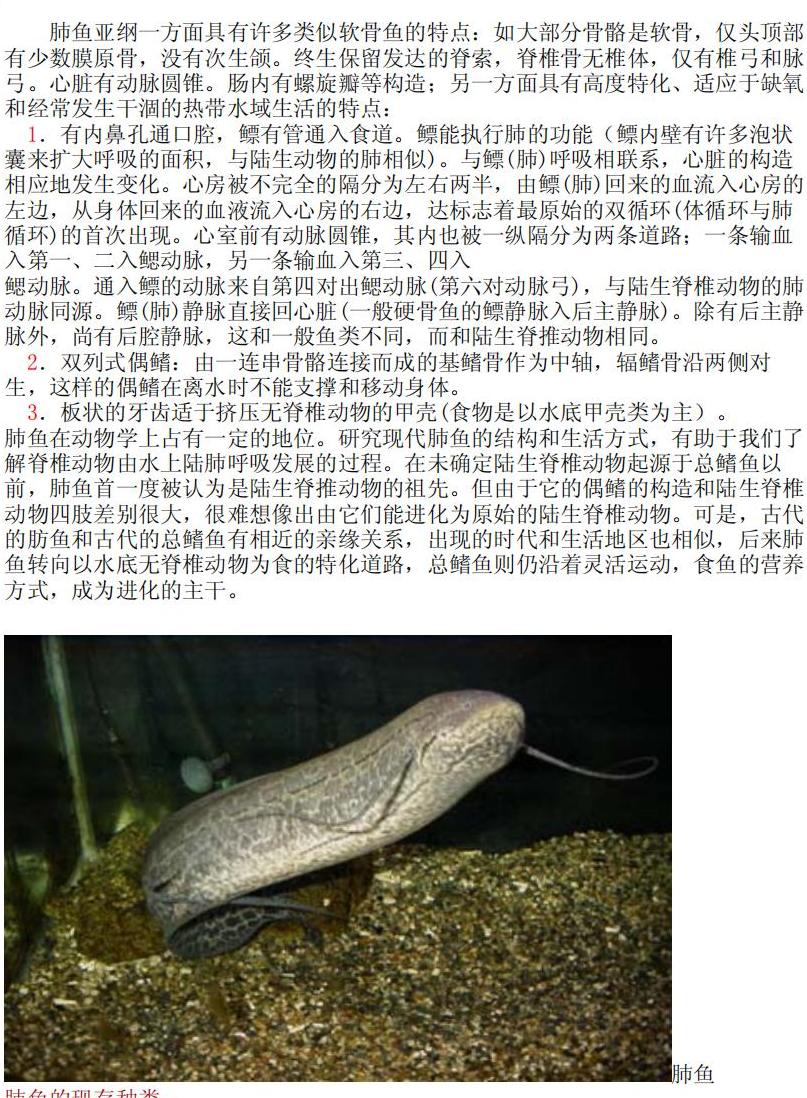 肺鱼亚纲一方面具有许多类似软骨鱼的特点：如大部分骨骼是软骨，仅头顶部
有少数膜原骨，没有次生颌。终生保留发达的脊索，脊椎骨无椎体，仅有椎弓和脉
弓。心脏有动脉圆锥。肠内有螺旋瓣等构造；另一方面具有高度特化、适应于缺氧
和经常发生干涸的热带水域生活的特点：
1．有内鼻孔通口腔，鳔有管通入食道。鳔能执行肺的功能（鳔内壁有许多泡状
囊来扩大呼吸的面积，与陆生动物的肺相似)。与鳔(肺)呼吸相联系，心脏的构造
相应地发生变化。心房被不完全的隔分为左右两半，由鳔(肺)回来的血流入心房的
左边，从身体回来的血液流入心房的右边，达标志着最原始的双循环(体循环与肺
循环)的首次出现。心室前有动脉圆锥，其内也被一纵隔分为两条道路；一条输血
入第一、二入鳃动脉，另一条输血入第三、四入
鳃动脉。通入鳔的动脉来自第四对出鳃动脉(第六对动脉弓)，与陆生脊椎动物的肺
动脉同源。鳔(肺)静脉直接回心脏(一般硬骨鱼的鳔静脉入后主静脉)。除有后主静
脉外，尚有后腔静脉，这和一般鱼类不同，而和陆生脊推动物相同。
2．双列式偶鳍：由一连串骨骼连接而成的基鳍骨作为中轴，辐鳍骨沿两侧对
生，这样的偶鳍在离水时不能支撑和移动身体。
3．板状的牙齿适于挤压无脊椎动物的甲壳(食物是以水底甲壳类为主）。
肺鱼在动物学上占有一定的地位。研究现代肺鱼的结构和生活方式，有助于我们了
解脊椎动物由水上陆肺呼吸发展的过程。在未确定陆生脊椎动物起源于总鳍鱼以
前，肺鱼首一度被认为是陆生脊推动物的祖先。但由于它的偶鳍的构造和陆生脊椎
动物四肢差别很大，很难想像出由它们能进化为原始的陆生脊椎动物。可是，古代
的肪鱼和古代的总鳍鱼有相近的亲缘关系，出现的时代和生活地区也相似，后来肺
鱼转向以水底无脊椎动物为食的特化道路，总鳍鱼则仍沿着灵活运动，食鱼的营养
方式，成为进化的主干。
肺鱼
肺鱼的现存种类